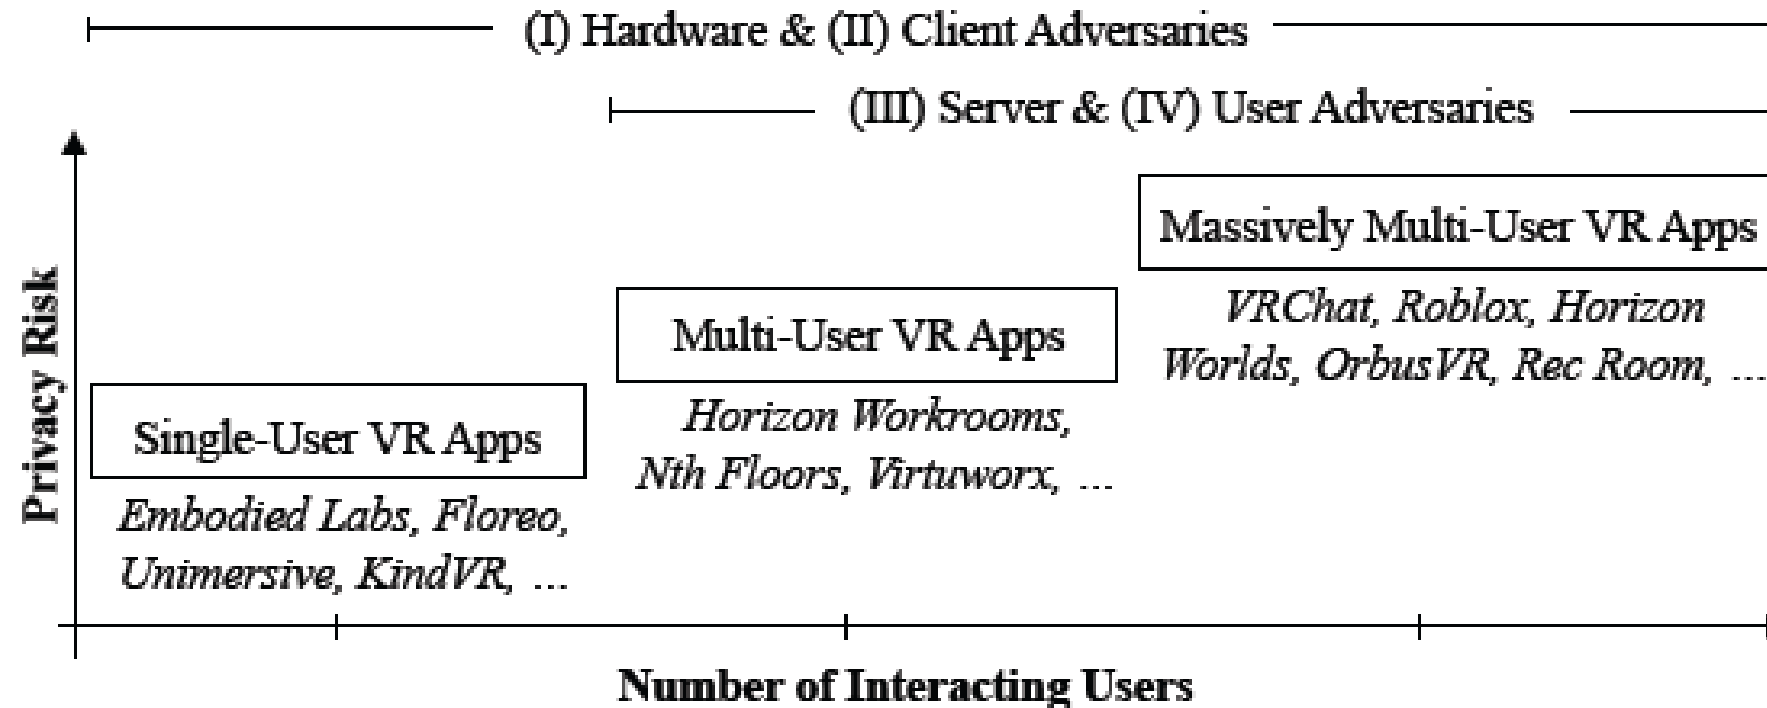 (I) Hardware & (II) Client Adversaries
(III) Server & (IV) User Adversaries
Privacy Risk
Massively Multi-User VR Apps
VRChat, Roblox, Horizon
Worlds, OrbusVR, Rec Room, ...
Multi-User VR Apps
Horizon Workrooms,
Nth Floors, Virtuworx, ...
Single-User VR Apps
Embodied Labs, Floreo,
Unimersive, KindVR, ...
Number of Interacting Users